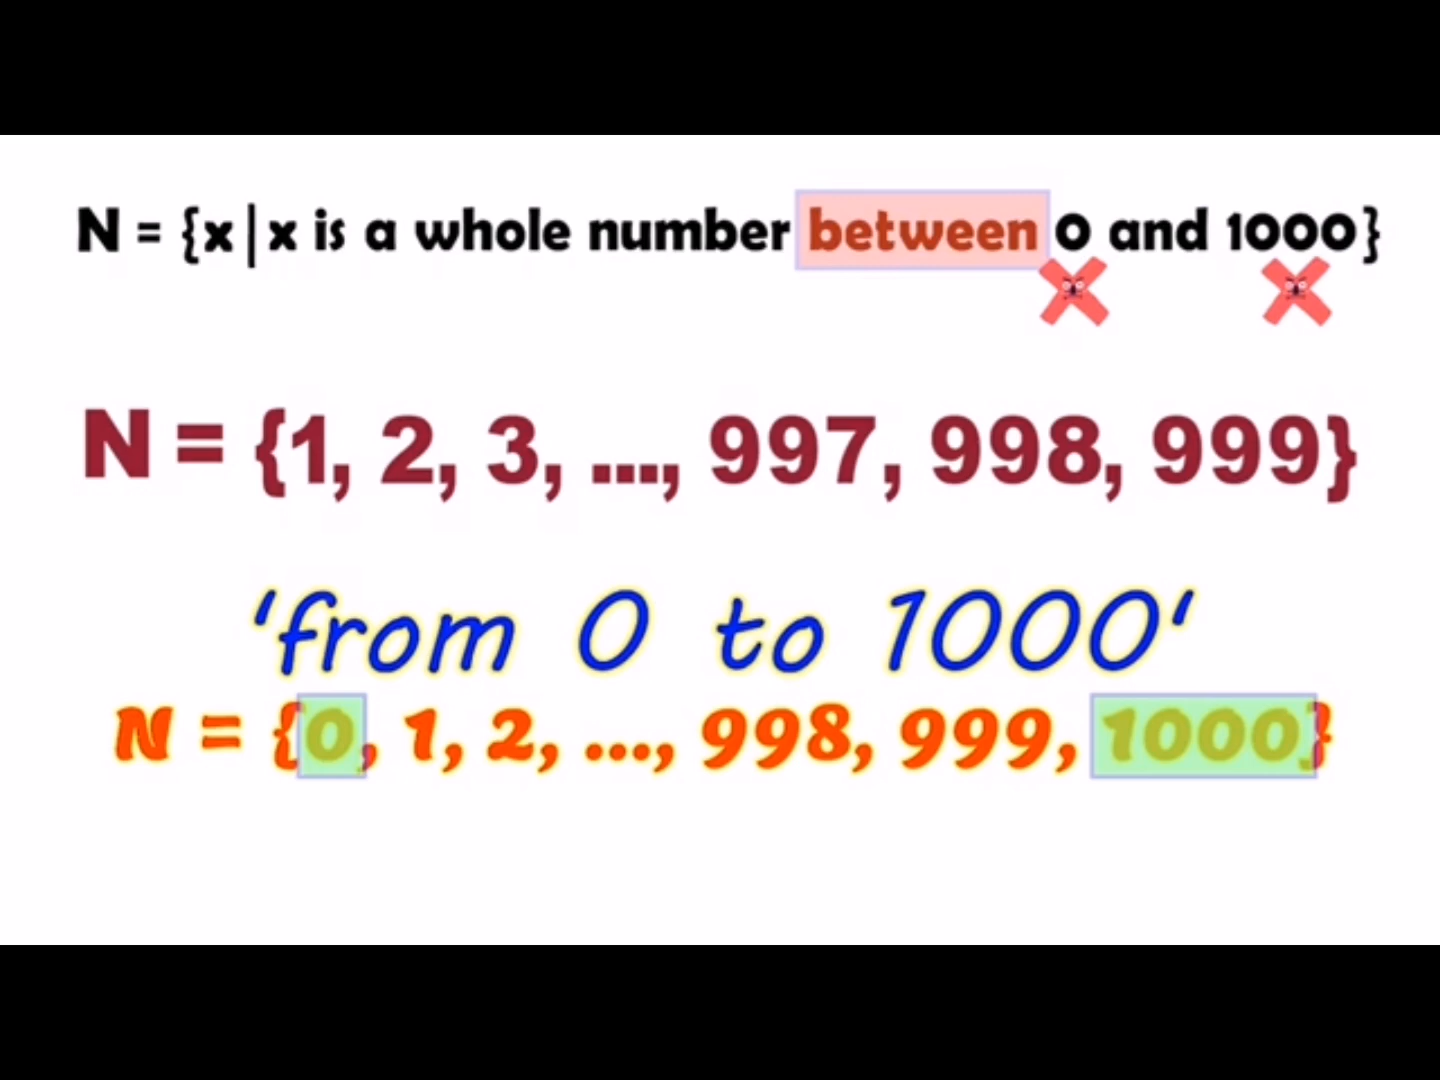 N = {x|x is a whole number between 0 and 1000}
N = {1, 2, 3, ..., 997, 998, 999}
'from 0 to 1000'
N = {0, 1, 2, ..., 998, 999, 1000}